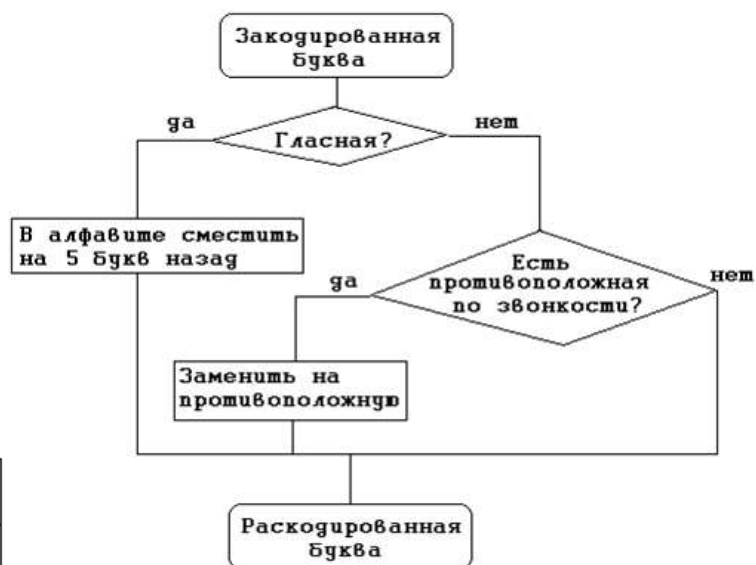 Закодированная
буква
да
нет
Гласная?
В алфавите сместить
на 5 букв назад
да
Есть
противоположная
по звонкости?
нет
Заменить на
противоположную
Раскодированная
буква